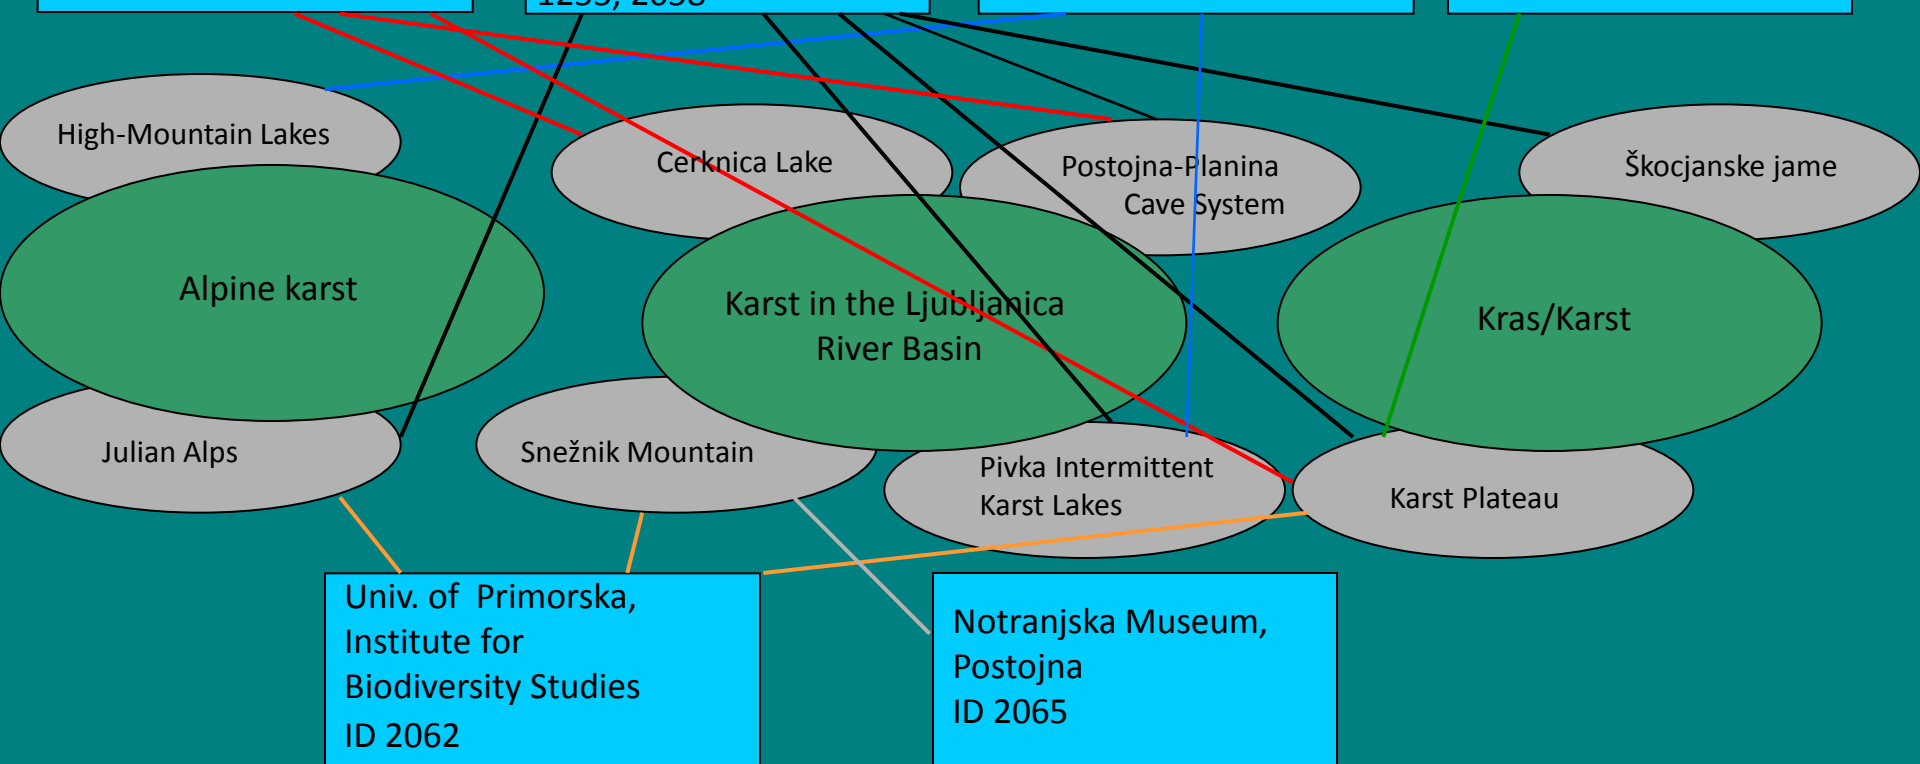 1255, 2058
High-Mountain Lakes
Cerknica Lake
Postojna-Planina
Cave System
Škocjanske jame
Alpine karst
Karst in the Ljubljanica
River Basin
Kras/Karst
Julian Alps
Snežnik Mountain
Pivka Intermittent
Karst Lakes
Karst Plateau
Univ. of Primorska,
Institute for
Biodiversity Studies
ID 2062
Notranjska Museum,
Postojna
ID 2065